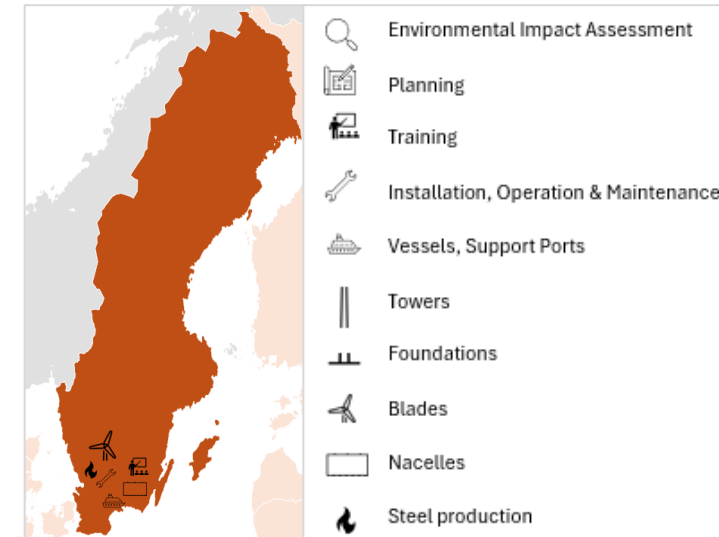 Environmental Impact Assessment
Planning
Training
Installation, Operation & Maintenance
Vessels, Support Ports
Towers
Foundations
Blades
Nacelles
Steel production